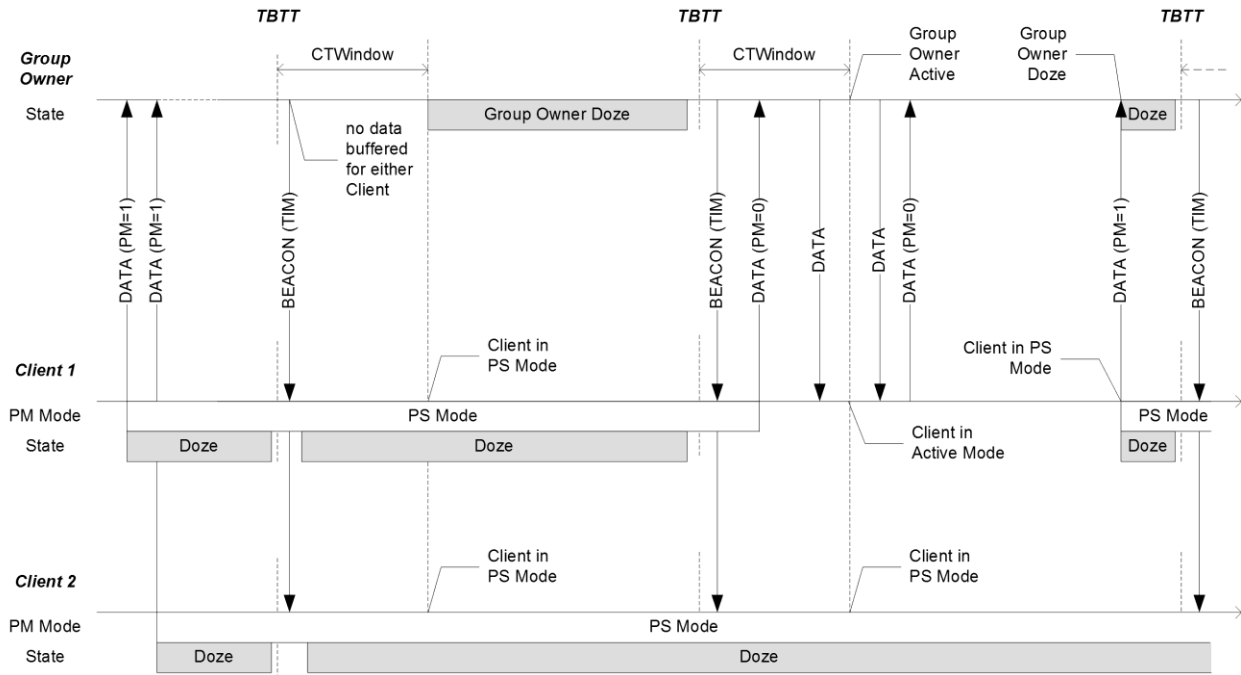 TBTT
TBTT
TBTT
Group
Owner
State
CTWindow
CTWindow
Group
Owner
Active
Group
Owner
Doze
Group Owner Doze
Doze
no data
buffered
for either
Client
DATA (PM=1)
DATA (PM=1)
BEACON (TIM)
BEACON (TIM)
DATA (PM=0)
DATA
DATA
DATA (PM=0)
DATA (PM=1)
BEACON (TIM)
Client in
PS Mode
Client in PS
Mode
Client 1
PM Mode
PS Mode
PS Mode
State
Doze
Doze
Doze
Client in
Active Mode
Client in
PS Mode
Client in
PS Mode
Client 2
PM Mode
PS Mode
State
Doze
Doze